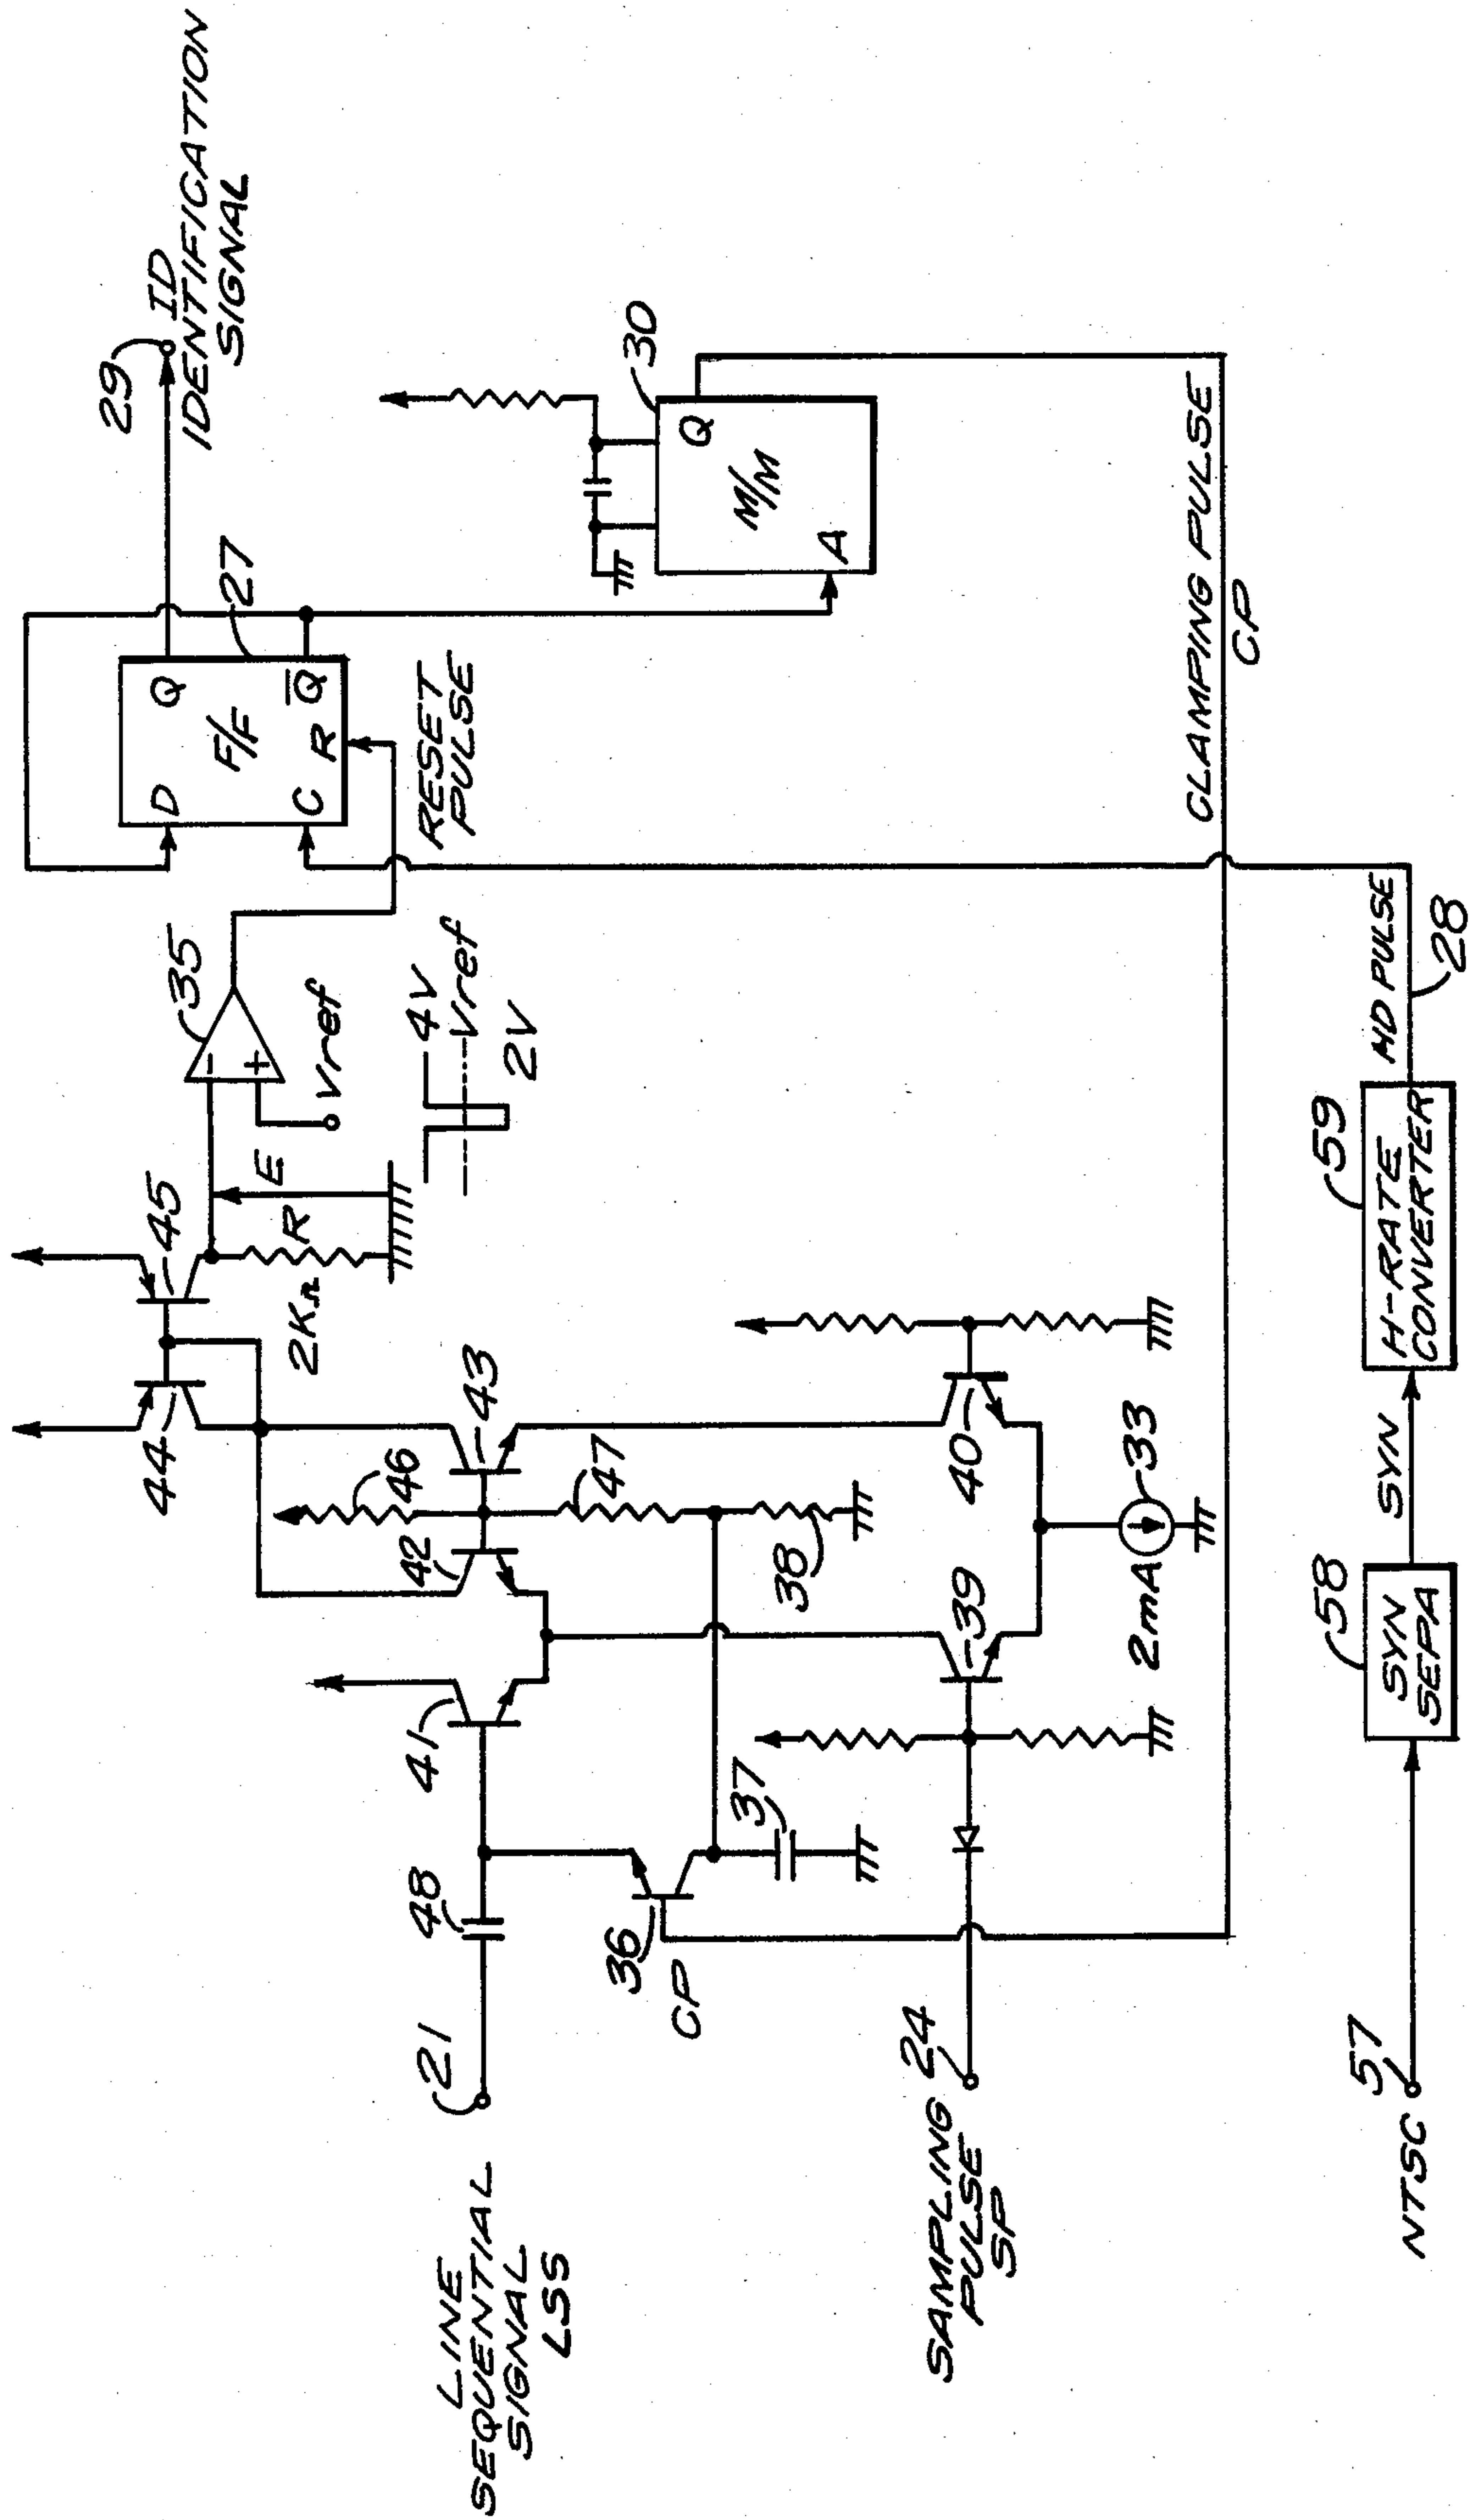 LINE
SEQUENTIAL
SIGNAL
LSS
21
48
41
42
46
43
44
45
47
38
2KΩ
R
E
35
−
+
Vref
4V
Vref
2V
RESET
PULSE
D
Q
F/F
C
R
Q̅
27
29
ID
IDENTIFICATION
SIGNAL
30
Q
M/M
A
36
CP
37
SAMPLING
PULSE
SP
24
39
40
2mA
33
CLAMPING PULSE
CP
NTSC
57
58
SYN
SEPA
SYN
59
H-RATE
CONVERTER
HD PULSE
28